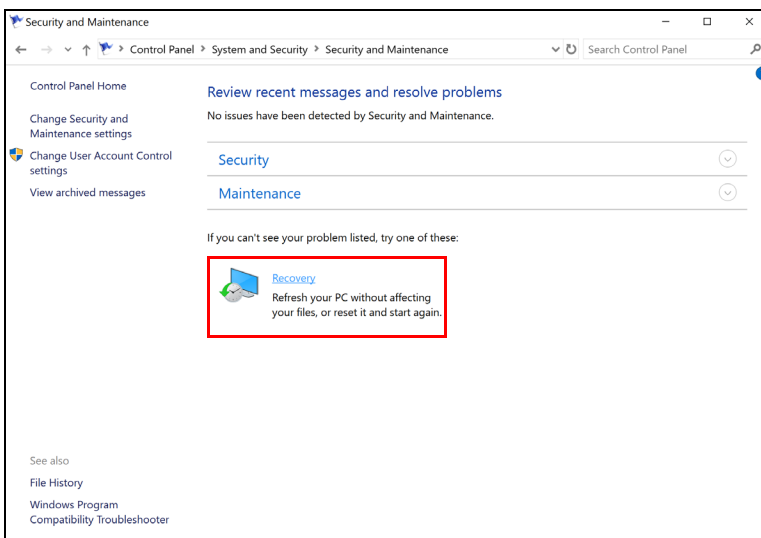 Security and Maintenance
Control Panel > System and Security > Security and Maintenance
Search Control Panel
Control Panel Home
Change Security and
Maintenance settings
Change User Account Control
settings
View archived messages
Review recent messages and resolve problems
No issues have been detected by Security and Maintenance.
Security
Maintenance
If you can't see your problem listed, try one of these:
Recovery
Refresh your PC without affecting
your files, or reset it and start again.
See also
File History
Windows Program
Compatibility Troubleshooter